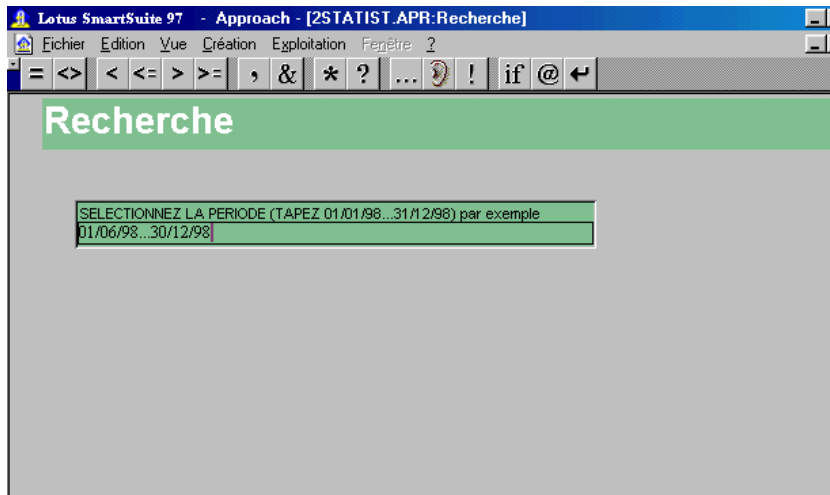 Lotus SmartSuite 97 - Approach - [2STATIST.APR:Recherche]
Fichier Edition Vue Création Exploitation Fenêtre ?
= <> < <= > >= , & * ? ... ! if @
Recherche
SELECTIONNEZ LA PERIODE (TAPEZ 01/01/98...31/12/98) par exemple
01/06/98...30/12/98